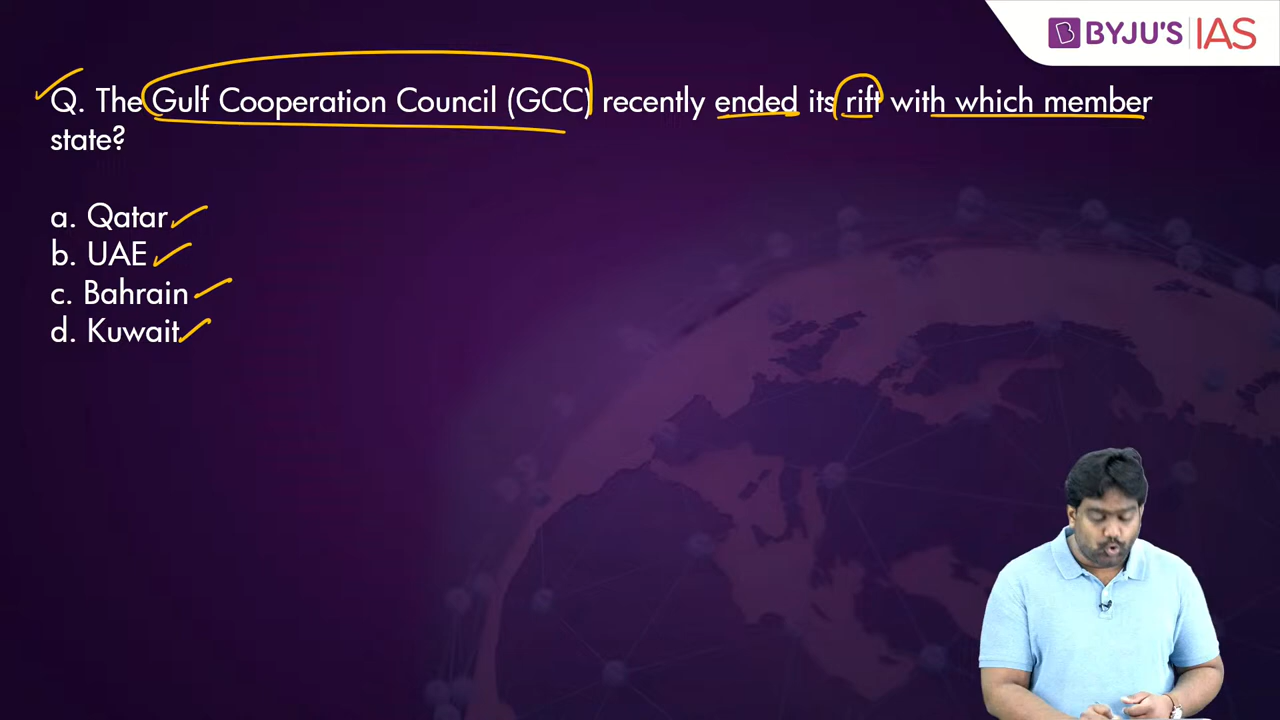 BYJU'S IAS
Q. The Gulf Cooperation Council (GCC) recently ended its rift with which member
state?
a. Qatar
b. UAE
c. Bahrain
d. Kuwait